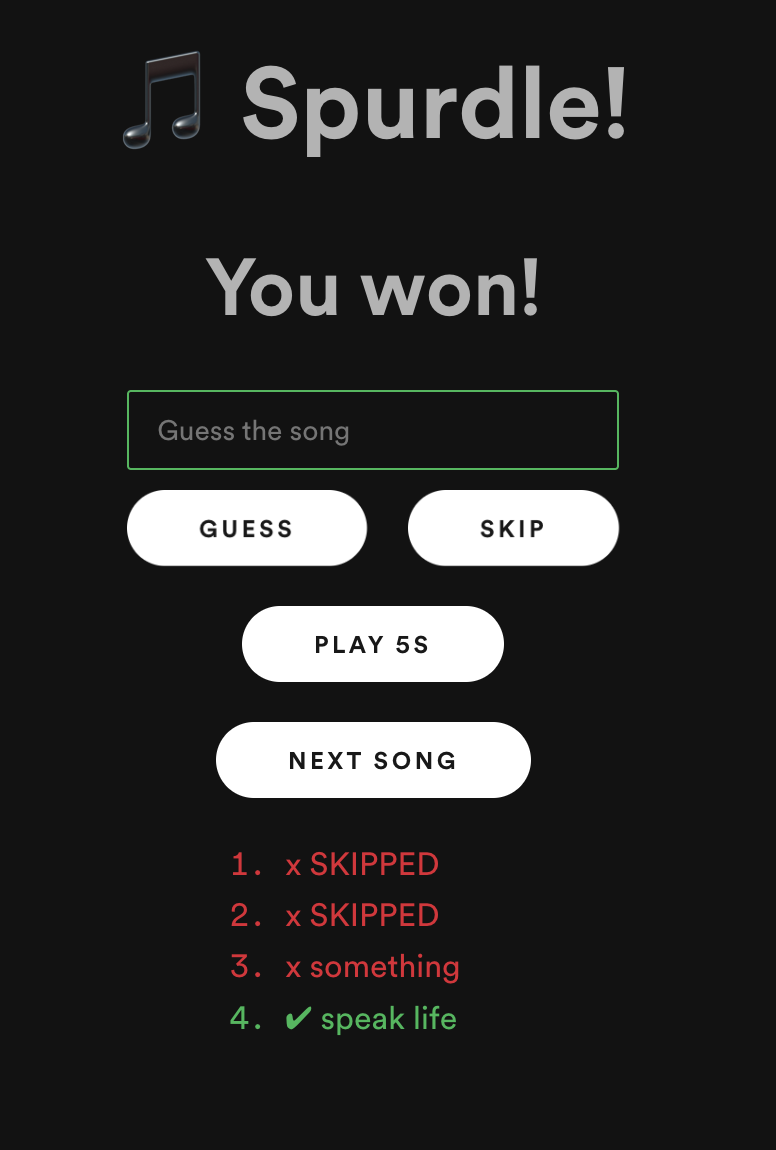 🎵 Spurdle!
You won!
Guess the song
GUESS SKIP
PLAY 5S
NEXT SONG
1. x SKIPPED
2. x SKIPPED
3. x something
4. ✔ speak life